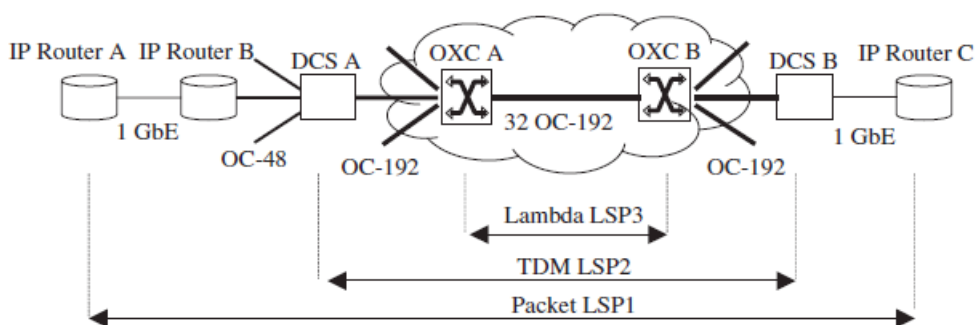 IP Router A
IP Router B
DCS A
OXC A
OXC B
DCS B
IP Router C
1 GbE
OC-48
OC-192
32 OC-192
OC-192
1 GbE
Lambda LSP3
TDM LSP2
Packet LSP1